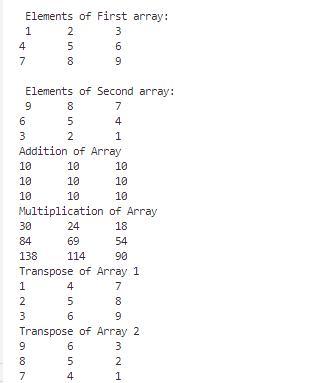 Elements of First array:
1 2 3
4 5 6
7 8 9
Elements of Second array:
9 8 7
6 5 4
3 2 1
Addition of Array
10 10 10
10 10 10
10 10 10
Multiplication of Array
30 24 18
84 69 54
138 114 90
Transpose of Array 1
1 4 7
2 5 8
3 6 9
Transpose of Array 2
9 6 3
8 5 2
7 4 1